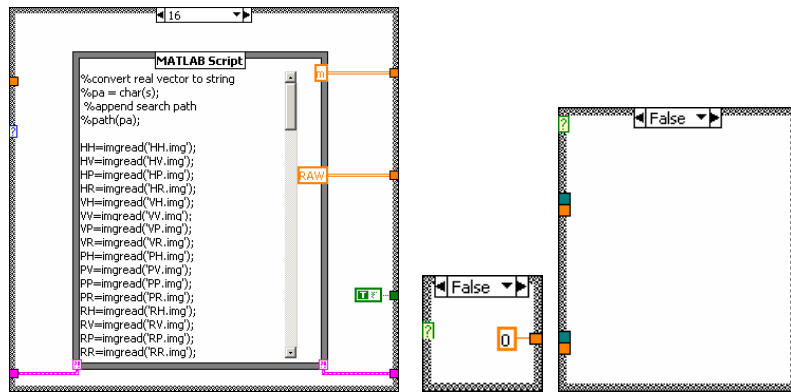 16
MATLAB Script
%convert real vector to string
%pa = char(s);
%append search path
%path(pa);
HH=imgread('HH.img');
HV=imgread('HV.img');
HP=imgread('HP.img');
HR=imgread('HR.img');
VH=imgread('VH.img');
VV=imgread('VV.img');
VP=imgread('VP.img');
VR=imgread('VR.img');
PH=imgread('PH.img');
PV=imgread('PV.img');
PP=imgread('PP.img');
PR=imgread('PR.img');
RH=imgread('RH.img');
RV=imgread('RV.img');
RP=imgread('RP.img');
RR=imgread('RR.img');
m
RAW
?
T
False
?
0
False
?